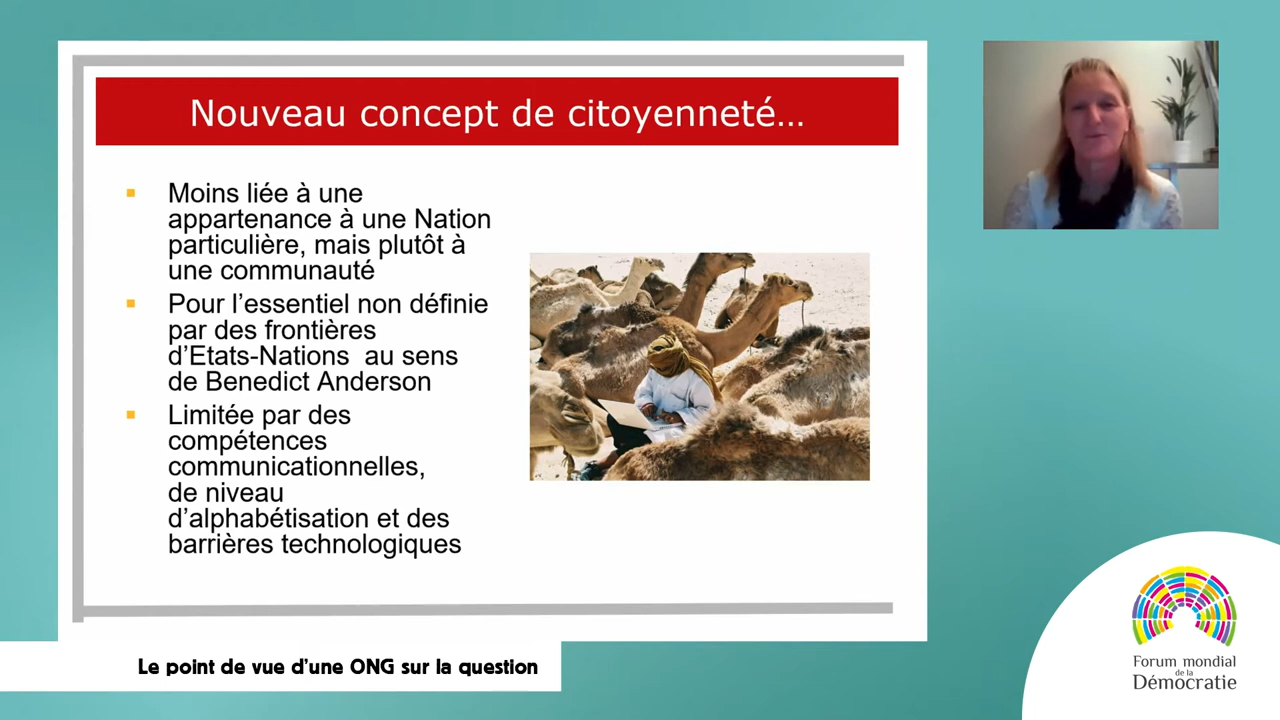 Nouveau concept de citoyenneté...
Moins liée à une
appartenance à une Nation
particulière, mais plutôt à
une communauté
Pour l'essentiel non définie
par des frontières
d'Etats-Nations au sens
de Benedict Anderson
Limitée par des
compétences
communicationnelles,
de niveau
d'alphabétisation et des
barrières technologiques
Le point de vue d'une ONG sur la question
Forum mondial
de la
Démocratie